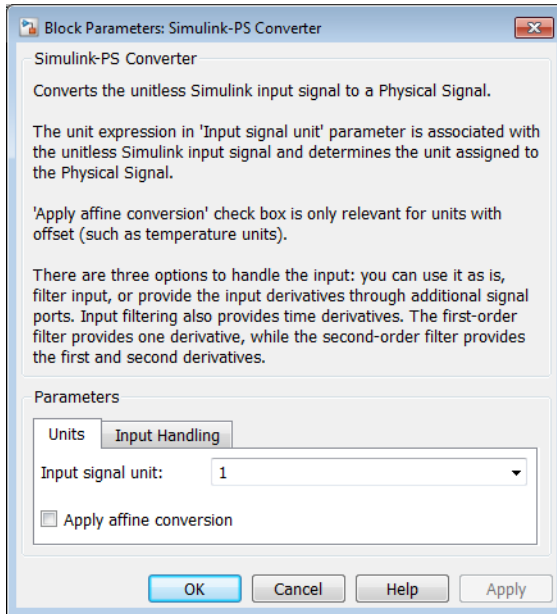 Block Parameters: Simulink-PS Converter
Simulink-PS Converter
Converts the unitless Simulink input signal to a Physical Signal.
The unit expression in 'Input signal unit' parameter is associated with
the unitless Simulink input signal and determines the unit assigned to
the Physical Signal.
'Apply affine conversion' check box is only relevant for units with
offset (such as temperature units).
There are three options to handle the input: you can use it as is,
filter input, or provide the input derivatives through additional signal
ports. Input filtering also provides time derivatives. The first-order
filter provides one derivative, while the second-order filter provides
the first and second derivatives.
Parameters
Units Input Handling
Input signal unit: 1
Apply affine conversion
OK Cancel Help Apply